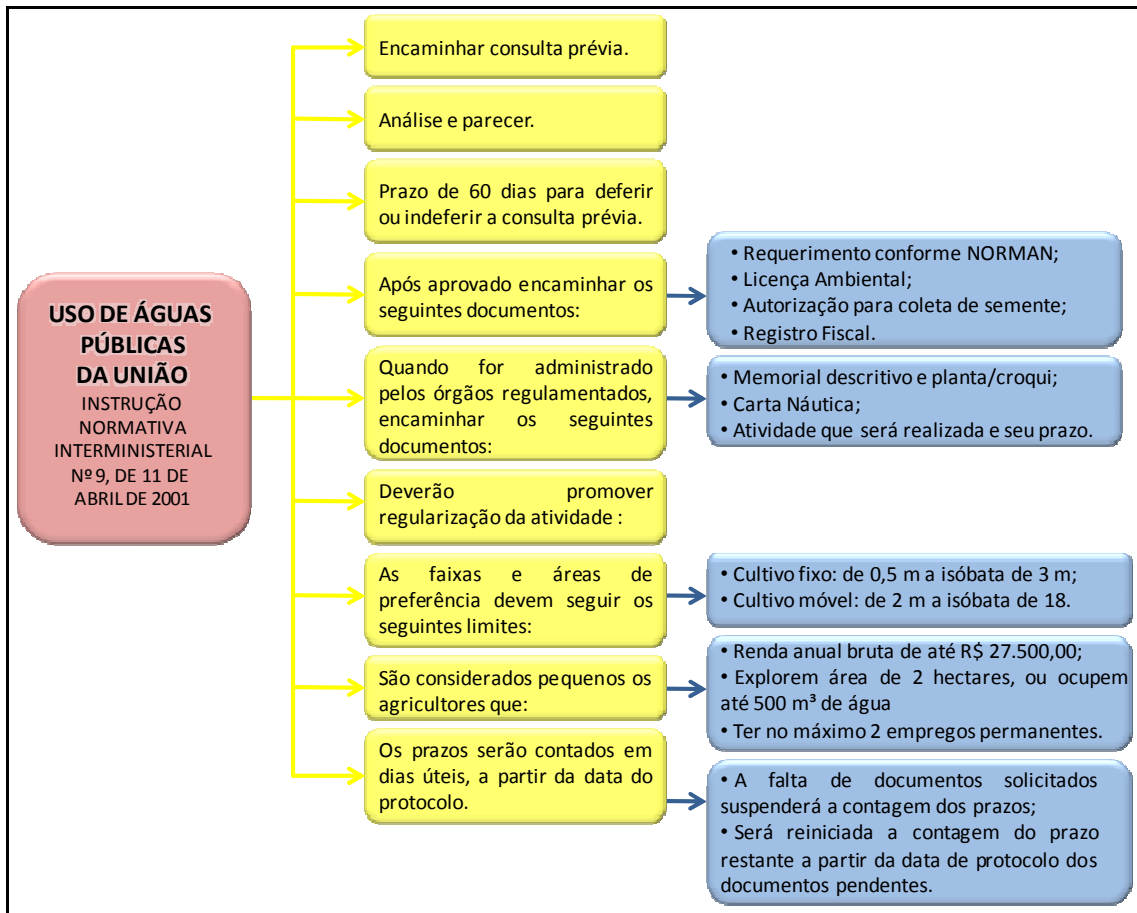 USO DE ÁGUAS
PÚBLICAS
DA UNIÃO
INSTRUÇÃO
NORMATIVA
INTERMINISTERIAL
Nº 9, DE 11 DE
ABRIL DE 2001
Encaminhar consulta prévia.
Análise e parecer.
Prazo de 60 dias para deferir
ou indeferir a consulta prévia.
Após aprovado encaminhar os
seguintes documentos:
• Requerimento conforme NORMAN;
• Licença Ambiental;
• Autorização para coleta de semente;
• Registro Fiscal.
Quando for administrado
pelos órgãos regulamentados,
encaminhar os seguintes
documentos:
• Memorial descritivo e planta/croqui;
• Carta Náutica;
• Atividade que será realizada e seu prazo.
Deverão promover
regularização da atividade :
As faixas e áreas de
preferência devem seguir os
seguintes limites:
• Cultivo fixo: de 0,5 m a isóbata de 3 m;
• Cultivo móvel: de 2 m a isóbata de 18.
São considerados pequenos os
agricultores que:
• Renda anual bruta de até R$ 27.500,00;
• Explorem área de 2 hectares, ou ocupem
até 500 m³ de água
• Ter no máximo 2 empregos permanentes.
Os prazos serão contados em
dias úteis, a partir da data do
protocolo.
• A falta de documentos solicitados
suspenderá a contagem dos prazos;
• Será reiniciada a contagem do prazo
restante a partir da data de protocolo dos
documentos pendentes.